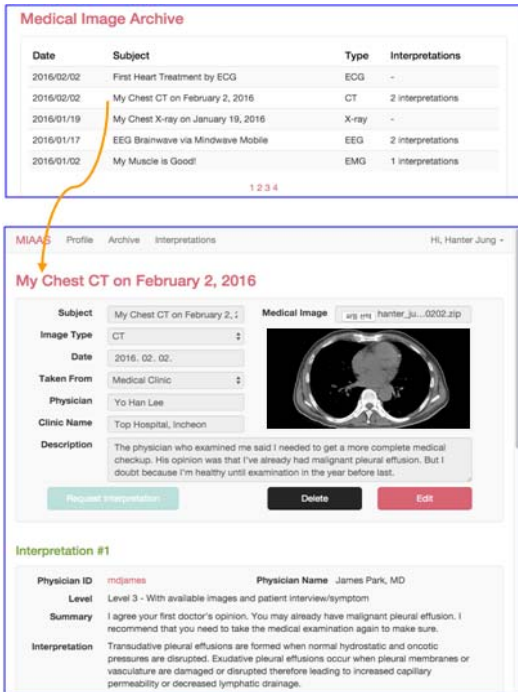 Medical Image Archive
Date Subject Type Interpretations
2016/02/02 First Heart Treatment by ECG ECG -
2016/02/02 My Chest CT on February 2, 2016 CT 2 interpretations
2016/01/19 My Chest X-ray on January 19, 2016 X-ray -
2016/01/17 EEG Brainwave via Mindwave Mobile EEG 2 interpretations
2016/01/02 My Muscle is Good! EMG 1 interpretations
1 2 3 4
MIAAS Profile Archive Interpretations Hi, Hanter Jung
My Chest CT on February 2, 2016
Subject My Chest CT on February 2, 2 Medical Image 파일 선택 hanter_ju...0202.zip
Image Type CT
Date 2016. 02. 02.
Taken From Medical Clinic
Physician Yo Han Lee
Clinic Name Top Hospital, Incheon
Description The physician who examined me said I needed to get a more complete medical
checkup. His opinion was that I've already had malignant pleural effusion. But I
doubt because I'm healthy until examination in the year before last.
Request Interpretation Delete Edit
Interpretation #1
Physician ID mdjames Physician Name James Park, MD
Level Level 3 - With available images and patient interview/symptom
Summary I agree your first doctor's opinion. You may already have malignant pleural effusion. I
recommend that you need to take the medical examination again to make sure.
Interpretation Transudative pleural effusions are formed when normal hydrostatic and oncotic
pressures are disrupted. Exudative pleural effusions occur when pleural membranes or
vasculature are damaged or disrupted therefore leading to increased capillary
permeability or decreased lymphatic drainage.